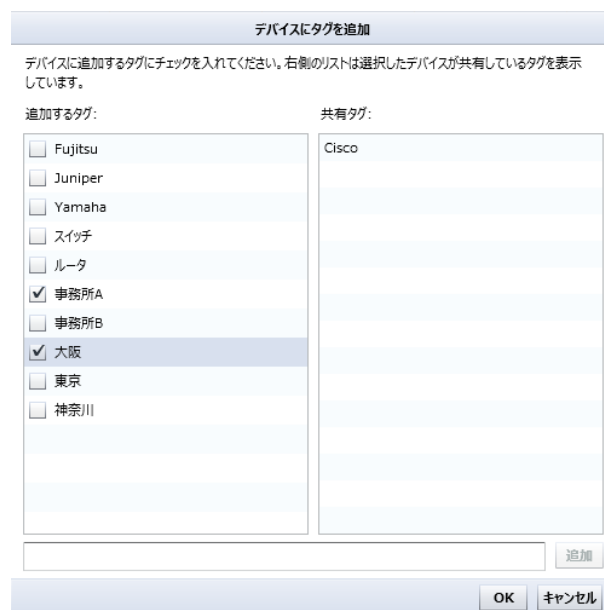 デバイスにタグを追加
デバイスに追加するタグにチェックを入れてください。右側のリストは選択したデバイスが共有しているタグを表示
しています。
追加するタグ:
共有タグ:
Fujitsu
Juniper
Yamaha
スイッチ
ルータ
事務所A
事務所B
大阪
東京
神奈川
Cisco
追加
OK
キャンセル